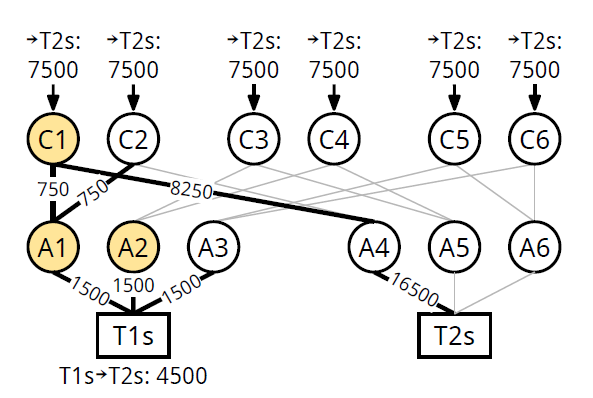 →T2s: →T2s: →T2s: →T2s: →T2s: →T2s:
7500 7500 7500 7500 7500 7500
C1 C2 C3 C4 C5 C6
750 750 8250
A1 A2 A3 A4 A5 A6
1500 1500 1500 16500
T1s T2s
T1s→T2s: 4500